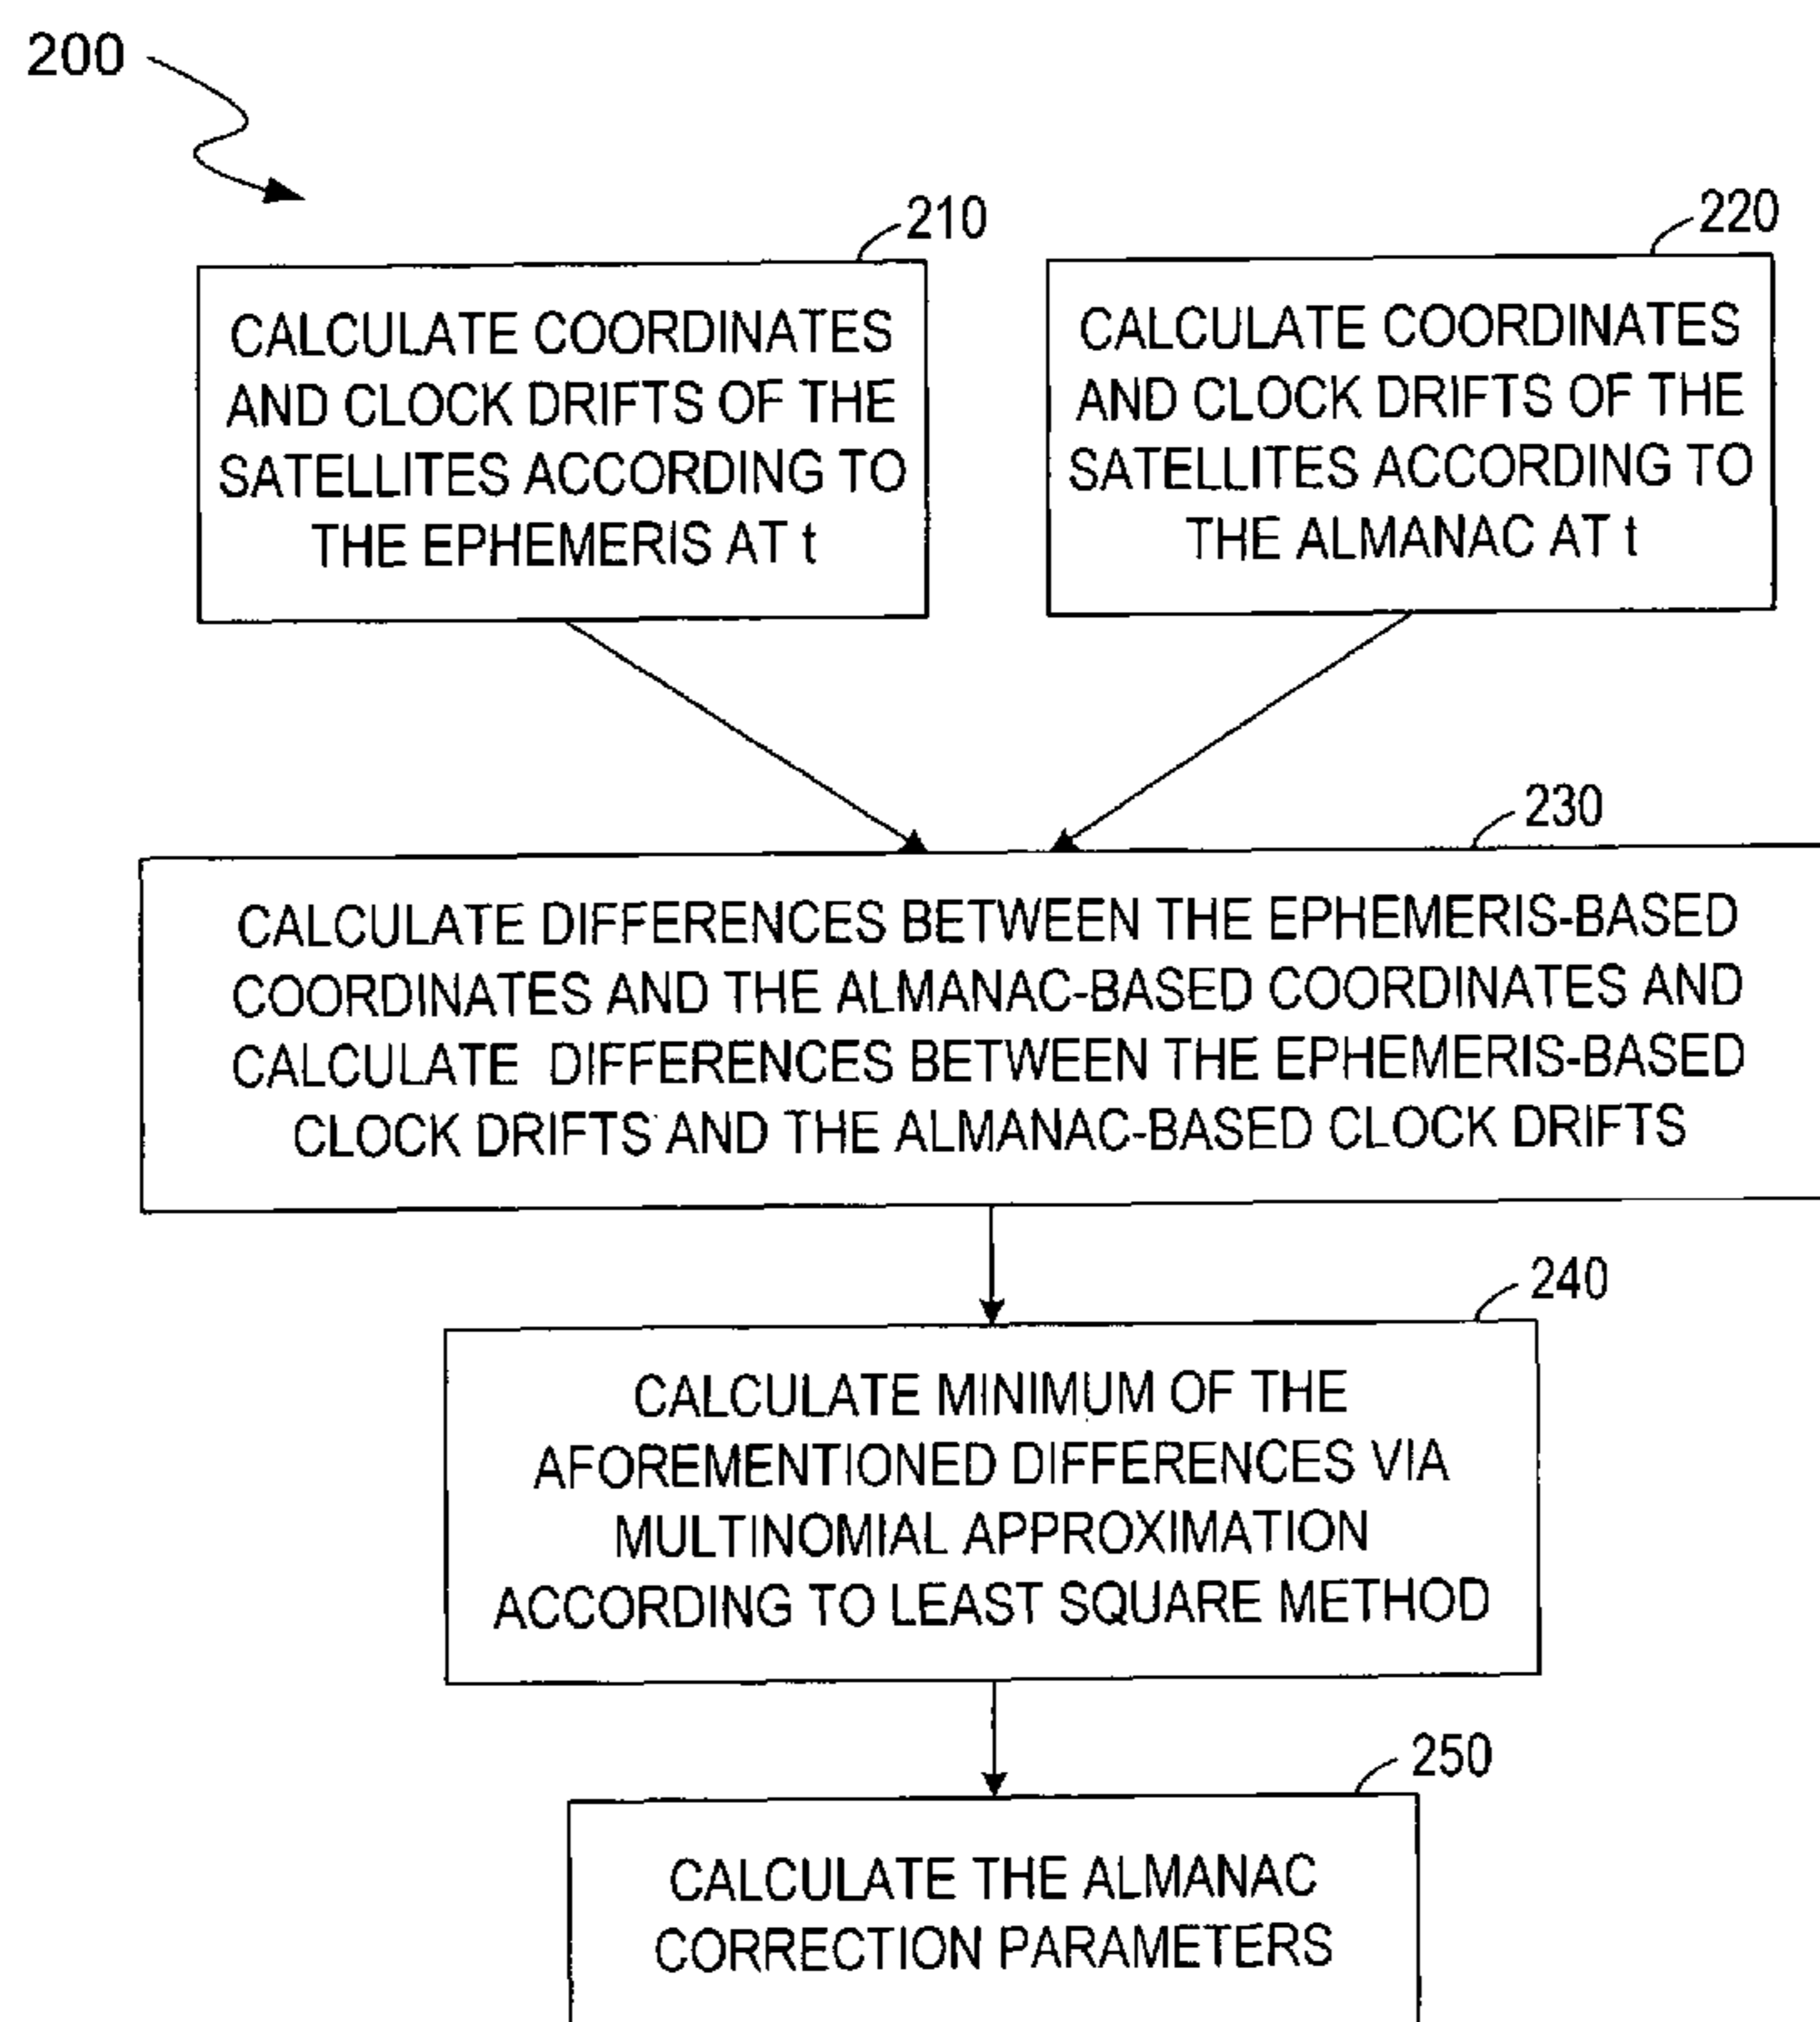 200
210
CALCULATE COORDINATES
AND CLOCK DRIFTS OF THE
SATELLITES ACCORDING TO
THE EPHEMERIS AT t
220
CALCULATE COORDINATES
AND CLOCK DRIFTS OF THE
SATELLITES ACCORDING TO
THE ALMANAC AT t
230
CALCULATE DIFFERENCES BETWEEN THE EPHEMERIS-BASED
COORDINATES AND THE ALMANAC-BASED COORDINATES AND
CALCULATE DIFFERENCES BETWEEN THE EPHEMERIS-BASED
CLOCK DRIFTS AND THE ALMANAC-BASED CLOCK DRIFTS
240
CALCULATE MINIMUM OF THE
AFOREMENTIONED DIFFERENCES VIA
MULTINOMIAL APPROXIMATION
ACCORDING TO LEAST SQUARE METHOD
250
CALCULATE THE ALMANAC
CORRECTION PARAMETERS